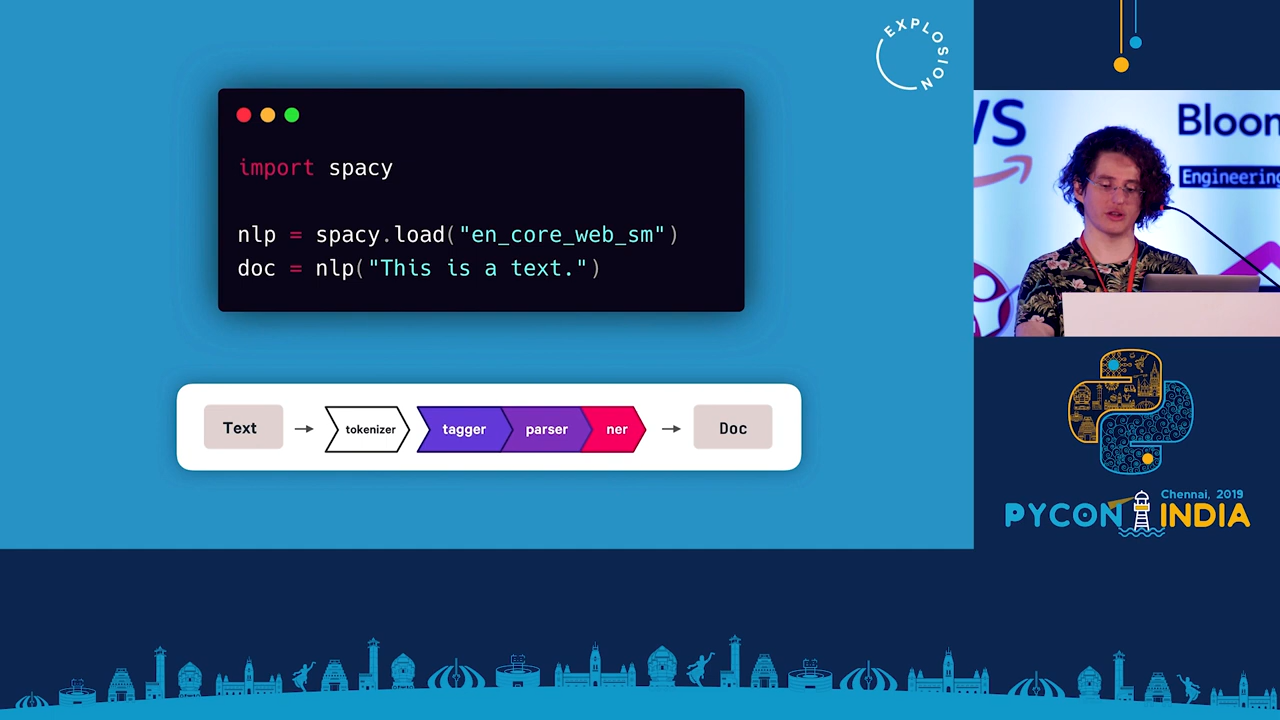 EXPLOSION
import spacy
nlp = spacy.load("en_core_web_sm")
doc = nlp("This is a text.")
Text → tokenizer tagger parser ner → Doc
WS
Bloom
Engineering
Chennai, 2019
PYCON INDIA